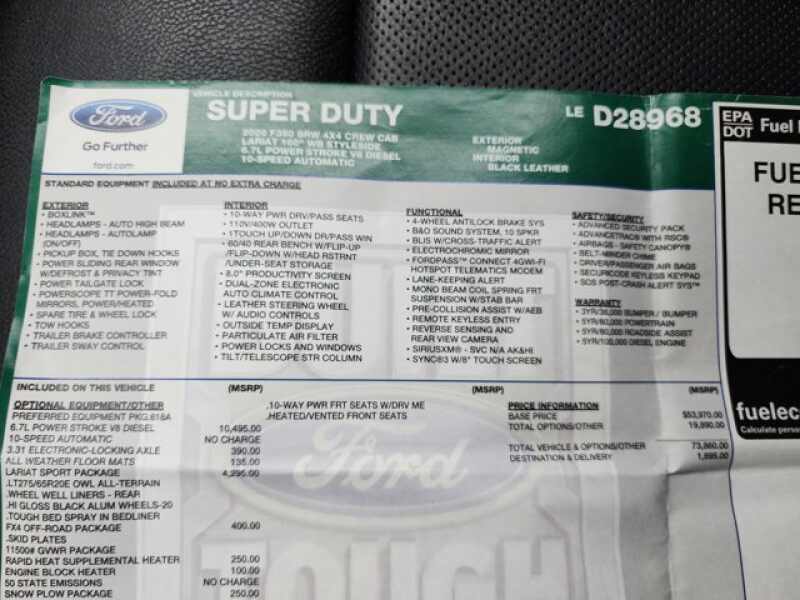 Ford
Go Further
ford.com
VEHICLE DESCRIPTION
SUPER DUTY
2020 F350 SRW 4X4 CREW CAB
LARIAT 160" WB STYLESIDE
6.7L POWER STROKE V8 DIESEL
10-SPEED AUTOMATIC
EXTERIOR
MAGNETIC
INTERIOR
BLACK LEATHER
LE D28968
EPA
DOT
Fuel
FUE
RE
fuelec
Calculate person
STANDARD EQUIPMENT INCLUDED AT NO EXTRA CHARGE
EXTERIOR
• BOXLINK™
• HEADLAMPS - AUTO HIGH BEAM
• HEADLAMPS - AUTOLAMP
(ON/OFF)
• PICKUP BOX, TIE DOWN HOOKS
• POWER SLIDING REAR WINDOW
W/DEFROST & PRIVACY TINT
• POWER TAILGATE LOCK
• POWERSCOPE TT POWER-FOLD
MIRRORS, POWER/HEATED
• SPARE TIRE & WHEEL LOCK
• TOW HOOKS
• TRAILER BRAKE CONTROLLER
• TRAILER SWAY CONTROL
INTERIOR
• 10-WAY PWR DRV/PASS SEATS
• 110V/400W OUTLET
• 1TOUCH UP/DOWN DR/PASS WIN
• 60/40 REAR BENCH W/FLIP-UP
/FLIP-DOWN W/HEAD RSTRNT
/UNDER-SEAT STORAGE
• 8.0" PRODUCTIVITY SCREEN
• DUAL-ZONE ELECTRONIC
AUTO CLIMATE CONTROL
• LEATHER STEERING WHEEL
W/ AUDIO CONTROLS
• OUTSIDE TEMP DISPLAY
• PARTICULATE AIR FILTER
• POWER LOCKS AND WINDOWS
• TILT/TELESCOPE STR COLUMN
FUNCTIONAL
• 4-WHEEL ANTILOCK BRAKE SYS
• B&O SOUND SYSTEM, 10 SPKR
• BLIS W/CROSS-TRAFFIC ALERT
• ELECTROCHROMIC MIRROR
• FORDPASS™ CONNECT 4GWI-FI
HOTSPOT TELEMATICS MODEM
• LANE-KEEPING ALERT
• MONO BEAM COIL SPRING FRT
SUSPENSION W/STAB BAR
• PRE-COLLISION ASSIST W/AEB
• REMOTE KEYLESS ENTRY
• REVERSE SENSING AND
REAR VIEW CAMERA
• SIRIUSXM® - SVC N/A AK&HI
• SYNC®3 W/8" TOUCH SCREEN
SAFETY/SECURITY
• ADVANCED SECURITY PACK
• ADVANCETRAC® WITH RSC®
• AIRBAGS - SAFETY CANOPY®
• BELT-MINDER CHIME
• DRIVER/PASSENGER AIR BAGS
• SECURICODE KEYLESS KEYPAD
• SOS POST-CRASH ALERT SYS™
WARRANTY
• 3YR/36,000 BUMPER / BUMPER
• 5YR/60,000 POWERTRAIN
• 5YR/60,000 ROADSIDE ASSIST
• 5YR/100,000 DIESEL ENGINE
INCLUDED ON THIS VEHICLE
(MSRP)
OPTIONAL EQUIPMENT/OTHER
PREFERRED EQUIPMENT PKG.618A
6.7L POWER STROKE V8 DIESEL 10,495.00
10-SPEED AUTOMATIC NO CHARGE
3.31 ELECTRONIC-LOCKING AXLE 390.00
ALL WEATHER FLOOR MATS 135.00
LARIAT SPORT PACKAGE 4,295.00
.LT275/65R20E OWL ALL-TERRAIN
.WHEEL WELL LINERS - REAR
.HI GLOSS BLACK ALUM WHEELS-20
.TOUGH BED SPRAY IN BEDLINER
FX4 OFF-ROAD PACKAGE 400.00
.SKID PLATES
11500# GVWR PACKAGE
RAPID HEAT SUPPLEMENTAL HEATER 250.00
ENGINE BLOCK HEATER 100.00
50 STATE EMISSIONS NO CHARGE
SNOW PLOW PACKAGE 250.00
(MSRP)
.10-WAY PWR FRT SEATS W/DRV ME
.HEATED/VENTED FRONT SEATS
Ford
TOUGH
(MSRP)
PRICE INFORMATION
BASE PRICE $53,970.00
TOTAL OPTIONS/OTHER 19,890.00
TOTAL VEHICLE & OPTIONS/OTHER 73,860.00
DESTINATION & DELIVERY 1,695.00